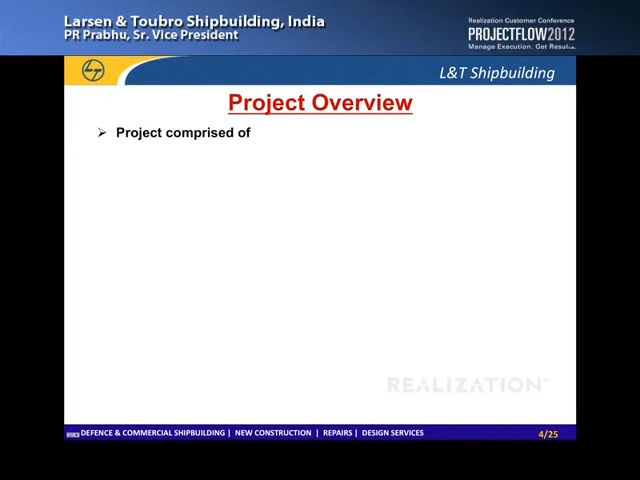 Larsen & Toubro Shipbuilding, India
PR Prabhu, Sr. Vice President
Realization Customer Conference
PROJECTFLOW2012
Manage Execution. Get Results.
L&T Shipbuilding
Project Overview
➢ Project comprised of
REALIZATION™
DEFENCE & COMMERCIAL SHIPBUILDING | NEW CONSTRUCTION | REPAIRS | DESIGN SERVICES
4/25